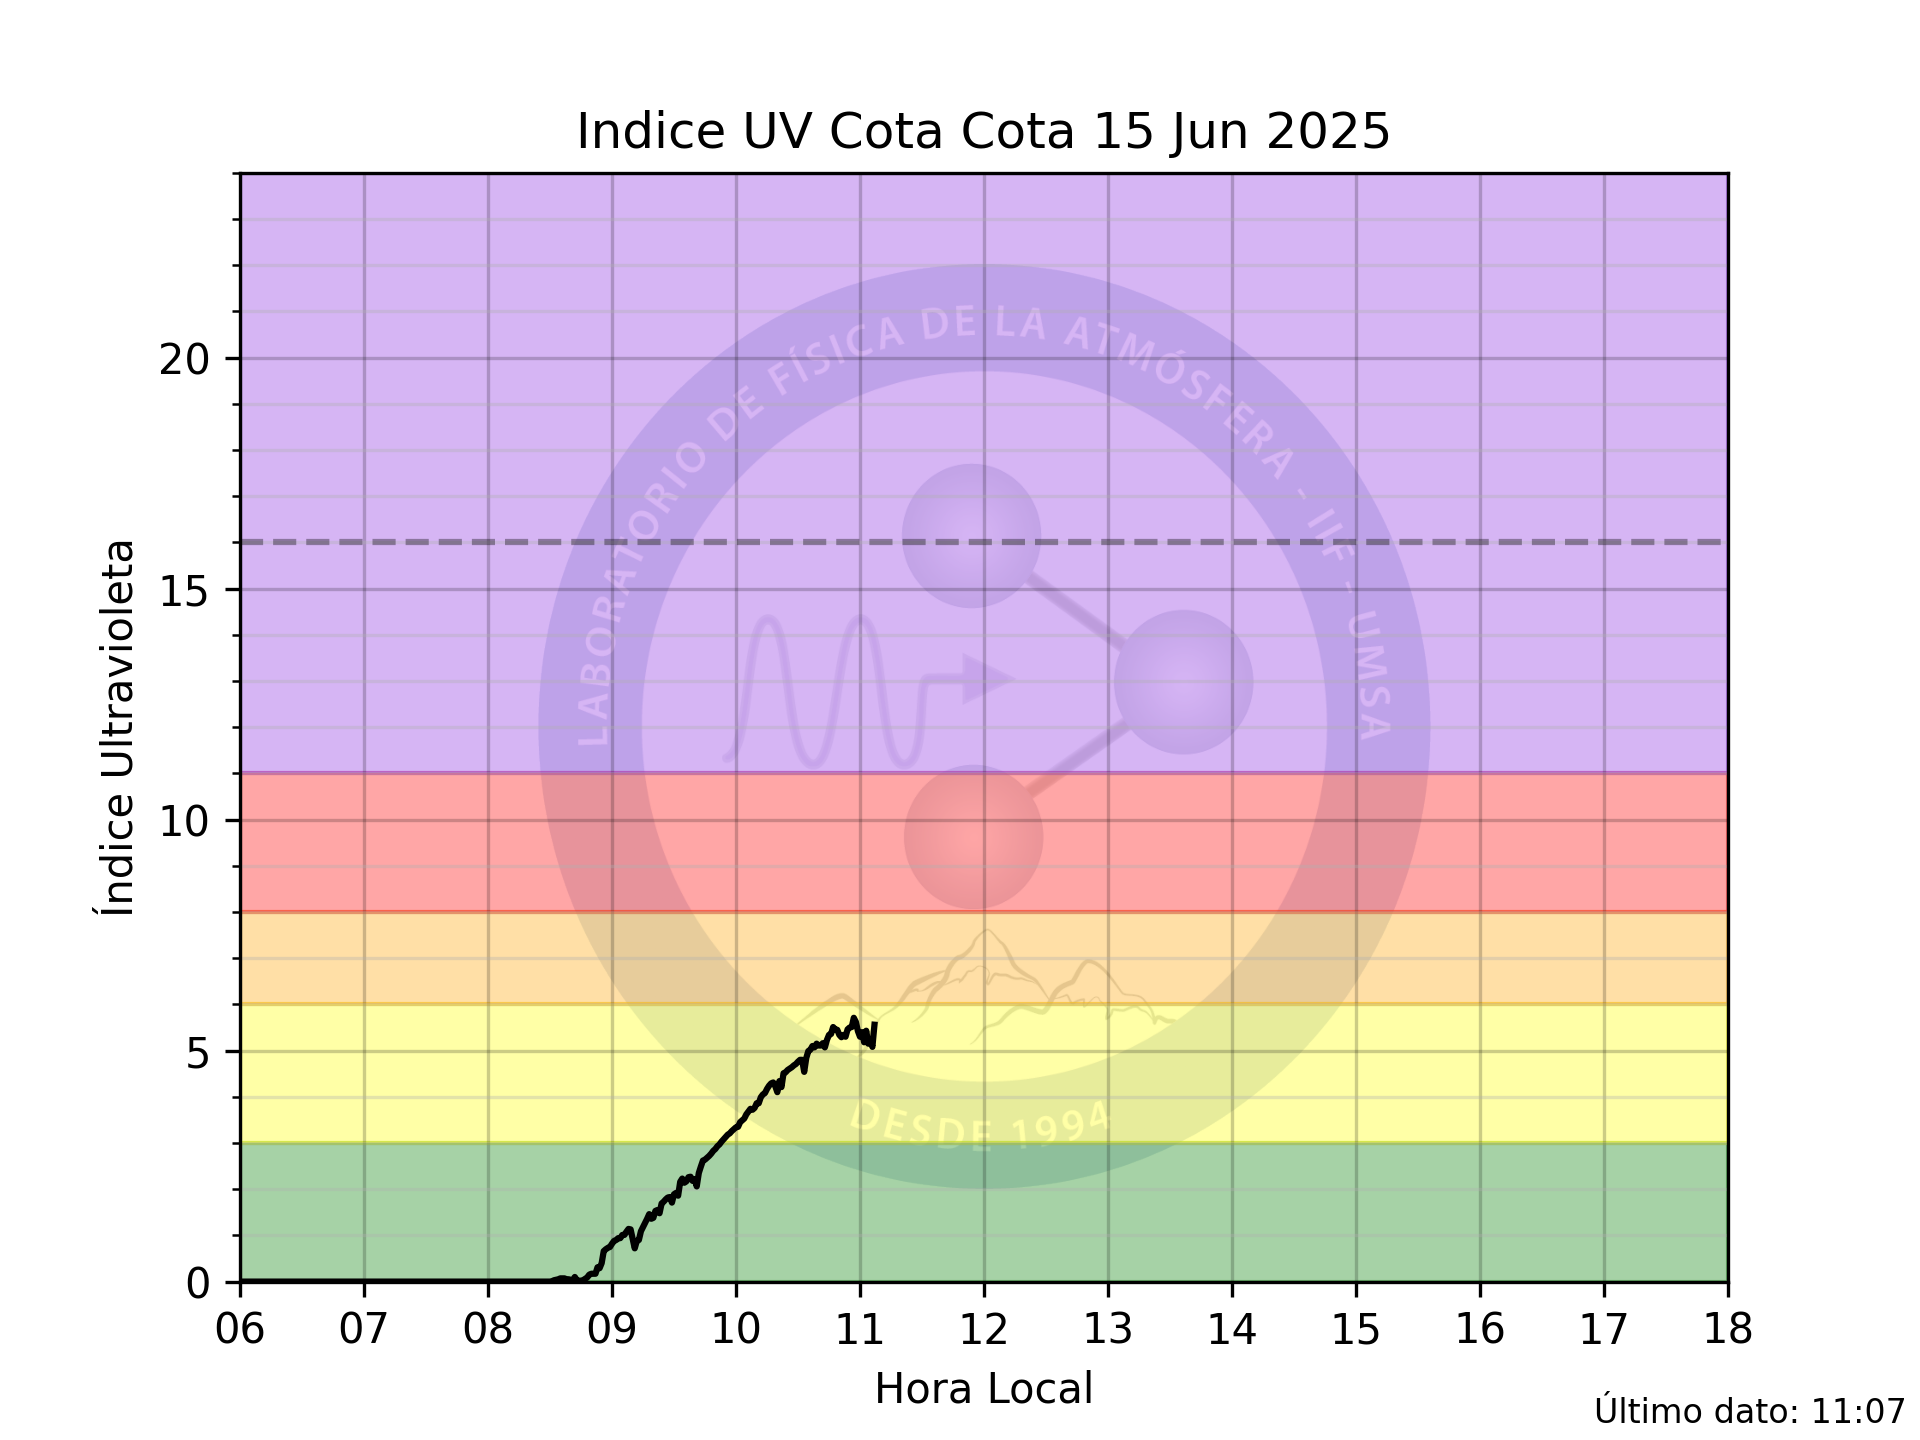 Indice UV Cota Cota 15 Jun 2025
Índice Ultravioleta
20
15
10
5
0
LABORATORIO DE FÍSICA DE LA ATMÓSFERA - IIF - UMSA
DESDE 1994
06 07 08 09 10 11 12 13 14 15 16 17 18
Hora Local
Último dato: 11:07